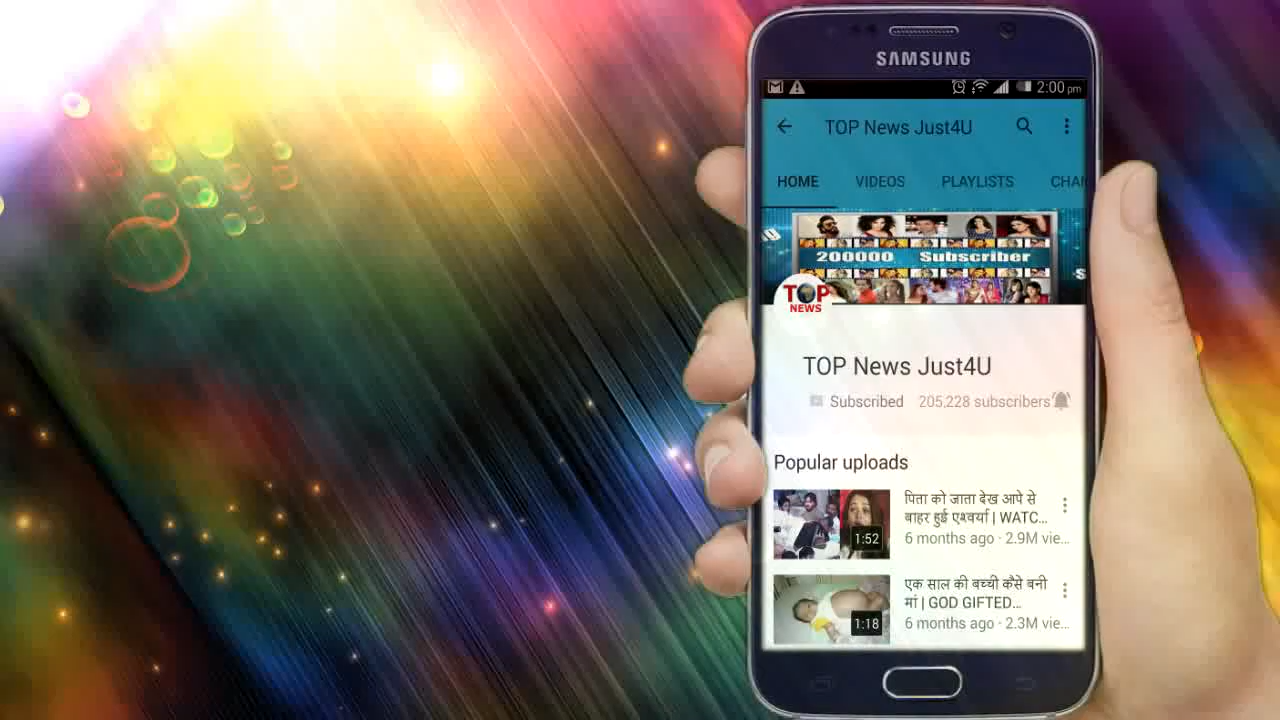 SAMSUNG
2:00 pm
TOP News Just4U
HOME VIDEOS PLAYLISTS CHAN
200000 Subscriber
TOP
NEWS
TOP News Just4U
Subscribed 205,228 subscribers
Popular uploads
पिता को जाता देख आपे से
बाहर हुई एश्वर्या | WATC...
1:52
6 months ago · 2.9M vie...
एक साल की बच्ची कैसे बनी
मां | GOD GIFTED...
1:18
6 months ago · 2.3M vie...